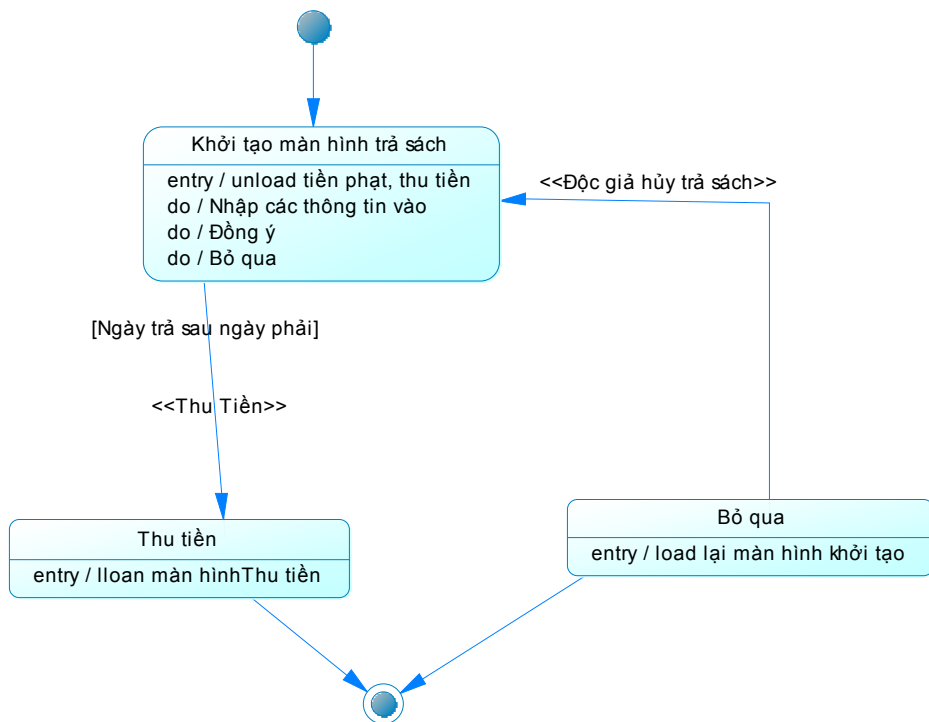 Khởi tạo màn hình trả sách
entry / unload tiền phạt, thu tiền
do / Nhập các thông tin vào
do / Đồng ý
do / Bỏ qua
<<Độc giả hủy trả sách>>
[Ngày trả sau ngày phải]
<<Thu Tiền>>
Thu tiền
entry / lloan màn hìnhThu tiền
Bỏ qua
entry / load lại màn hình khởi tạo